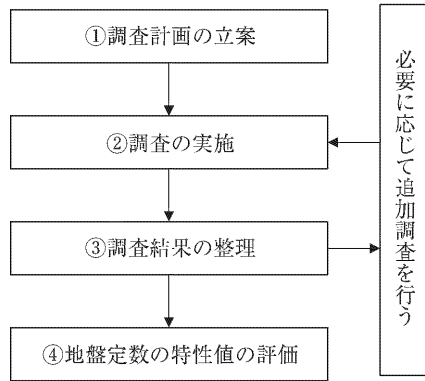 ①調査計画の立案
②調査の実施
③調査結果の整理
④地盤定数の特性値の評価
必要に応じて追加調査を行う